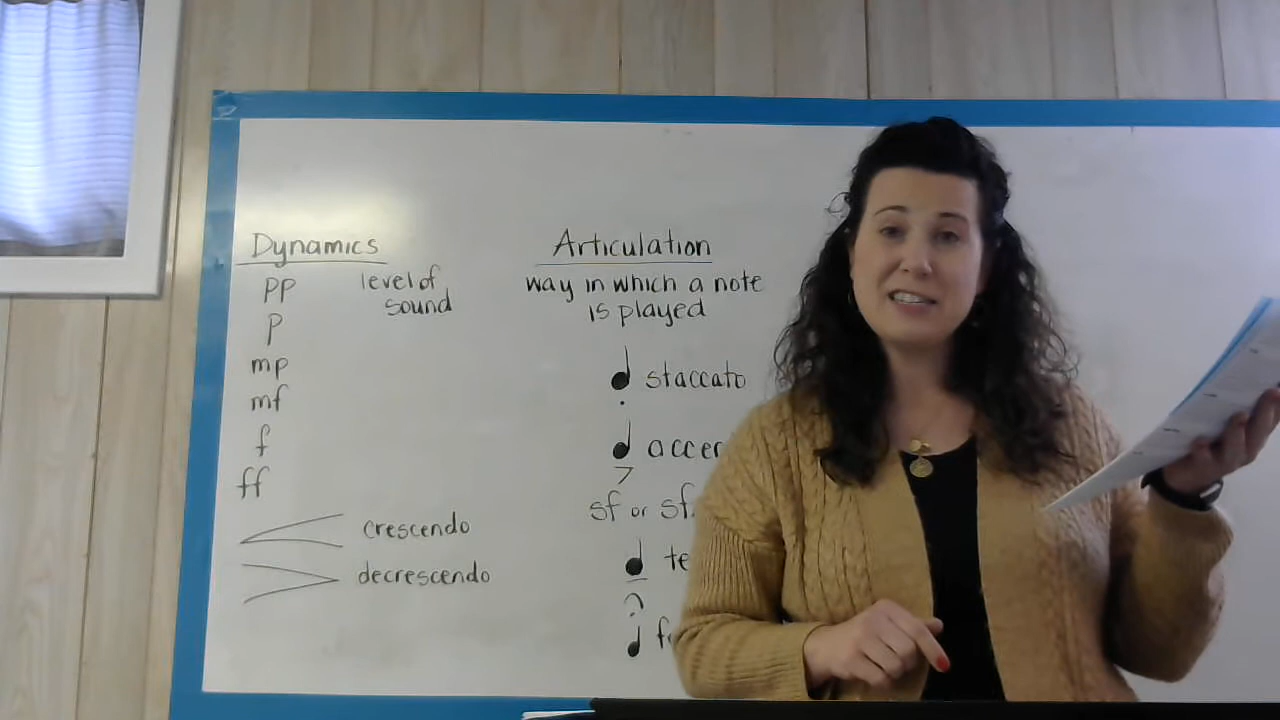 Dynamics
pp
level of
sound
p
mp
mf
f
ff
crescendo
decrescendo
Articulation
way in which a note
is played
staccato
sf or